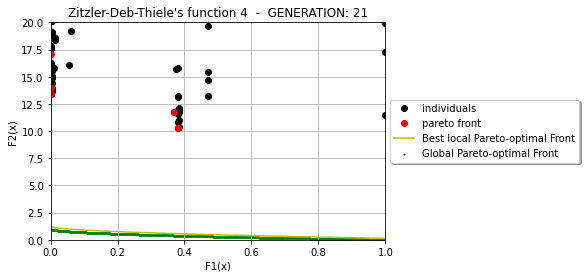 Zitzler-Deb-Thiele's function 4 - GENERATION: 21
20.0
17.5
15.0
12.5
10.0
7.5
5.0
2.5
0.0
F2(x)
0.0 0.2 0.4 0.6 0.8 1.0
F1(x)
individuals
pareto front
Best local Pareto-optimal Front
Global Pareto-optimal Front